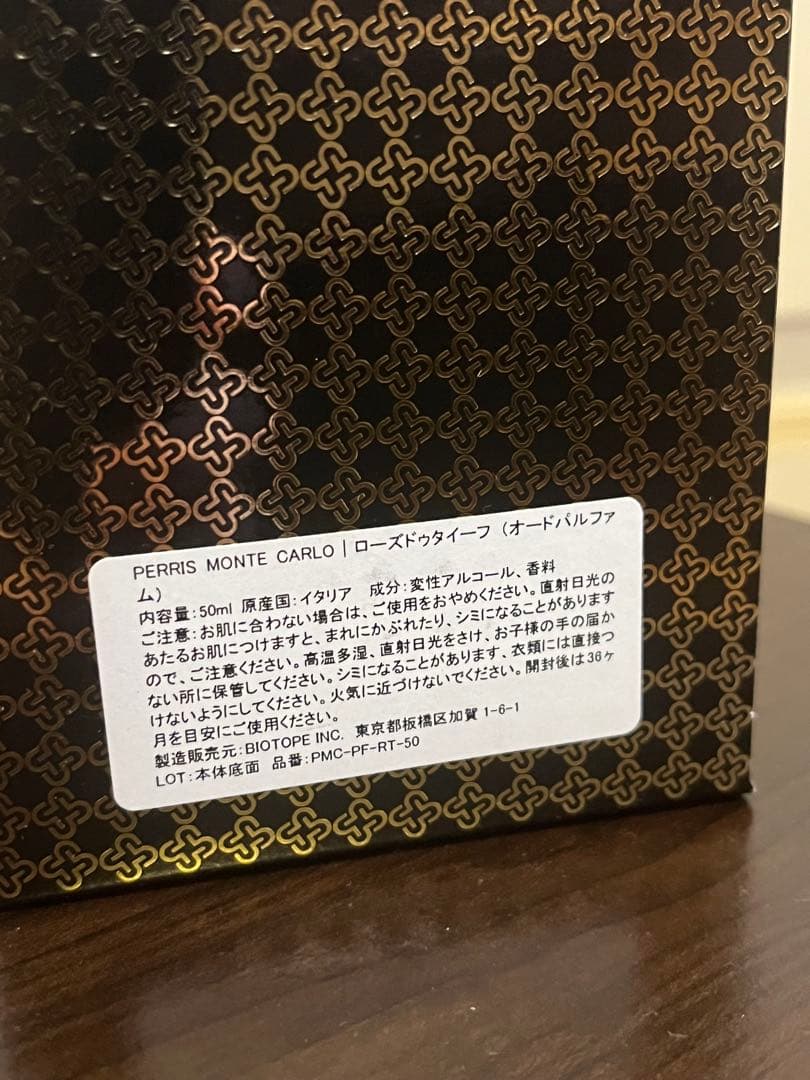 PERRIS MONTE CARLO | ローズドゥタイーフ（オードパルファ
ム）
内容量:50ml 原産国:イタリア 成分:変性アルコール、香料
ご注意:お肌に合わない場合は、ご使用をおやめください。直射日光の
あたるお肌につけますと、まれにかぶれたり、シミになることがあります
ので、ご注意ください。高温多湿、直射日光をさけ、お子様の手の届か
ない所に保管してください。シミになることがあります、衣類には直接つ
けないようにしてください。火気に近づけないでください。開封後は36ヶ
月を目安にご使用ください。
製造販売元:BIOTOPE INC. 東京都板橋区加賀 1-6-1
LOT:本体底面 品番:PMC-PF-RT-50